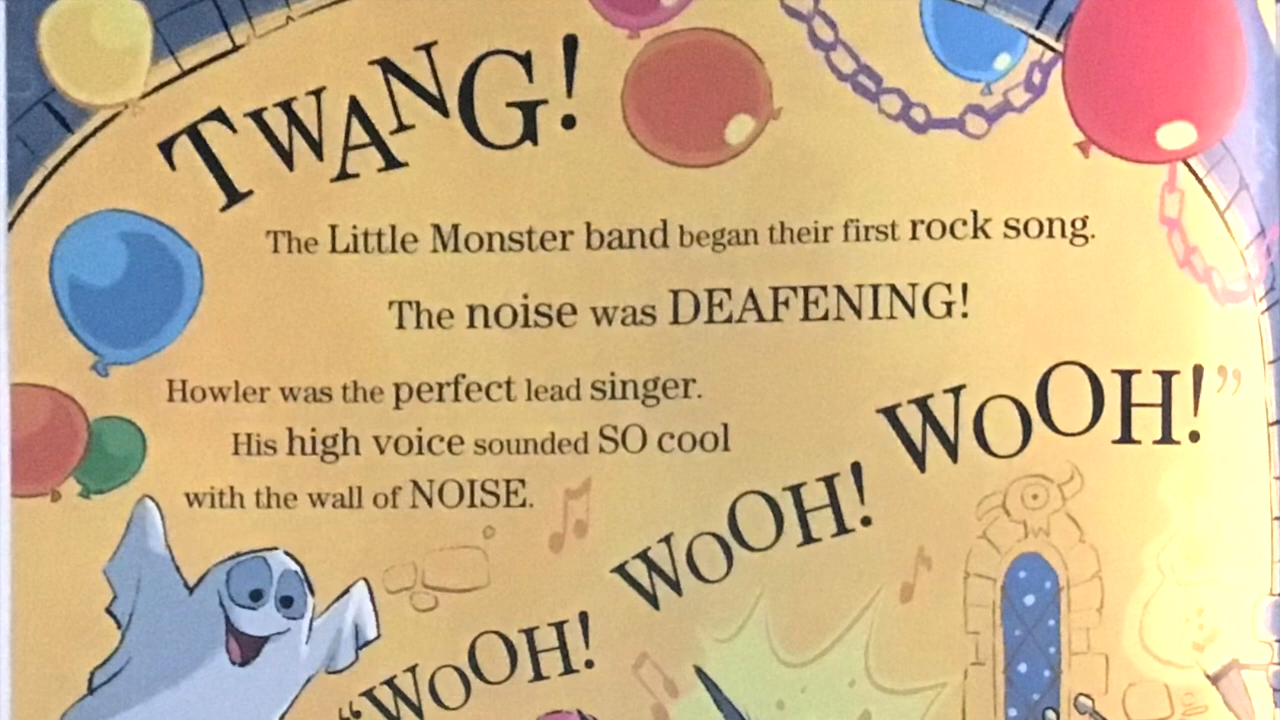 TWANG!
The Little Monster band began their first rock song.
The noise was DEAFENING!
Howler was the perfect lead singer.
His high voice sounded SO cool
with the wall of NOISE.
“WOOH! WOOH! WOOH!”